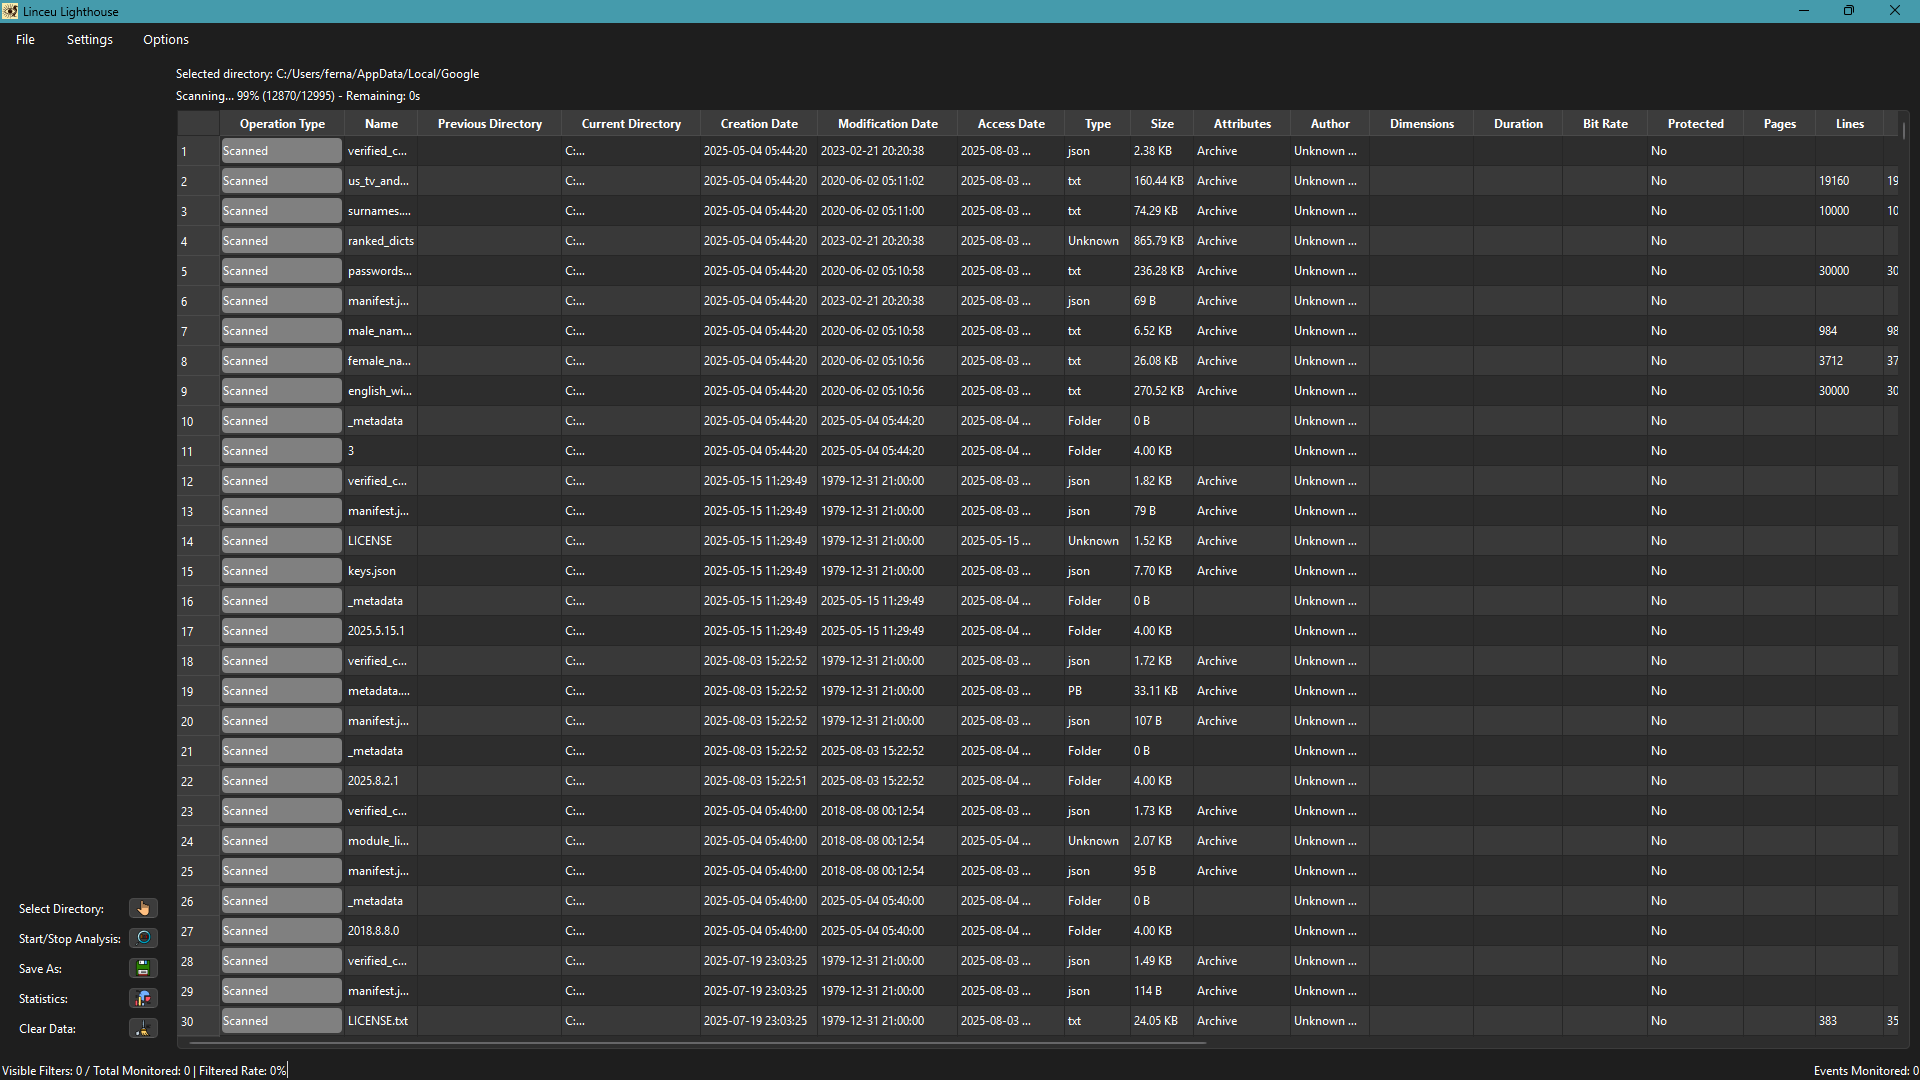 Linceu Lighthouse
File Settings Options
Selected directory: C:/Users/ferna/AppData/Local/Google
Scanning... 99% (12870/12995) - Remaining: 0s
Operation Type Name Previous Directory Current Directory Creation Date Modification Date Access Date Type Size Attributes Author Dimensions Duration Bit Rate Protected Pages Lines
1 Scanned verified_c... C:... 2025-05-04 05:44:20 2023-02-21 20:20:38 2025-08-03 ... json 2.38 KB Archive Unknown ... No
2 Scanned us_tv_and... C:... 2025-05-04 05:44:20 2020-06-02 05:11:02 2025-08-03 ... txt 160.44 KB Archive Unknown ... No 19160 19
3 Scanned surnames.... C:... 2025-05-04 05:44:20 2020-06-02 05:11:00 2025-08-03 ... txt 74.29 KB Archive Unknown ... No 10000 10
4 Scanned ranked_dicts C:... 2025-05-04 05:44:20 2023-02-21 20:20:38 2025-08-03 ... Unknown 865.79 KB Archive Unknown ... No
5 Scanned passwords... C:... 2025-05-04 05:44:20 2020-06-02 05:10:58 2025-08-03 ... txt 236.28 KB Archive Unknown ... No 30000 30
6 Scanned manifest.j... C:... 2025-05-04 05:44:20 2023-02-21 20:20:38 2025-08-03 ... json 69 B Archive Unknown ... No
7 Scanned male_nam... C:... 2025-05-04 05:44:20 2020-06-02 05:10:58 2025-08-03 ... txt 6.52 KB Archive Unknown ... No 984 98
8 Scanned female_na... C:... 2025-05-04 05:44:20 2020-06-02 05:10:56 2025-08-03 ... txt 26.08 KB Archive Unknown ... No 3712 37
9 Scanned english_wi... C:... 2025-05-04 05:44:20 2020-06-02 05:10:56 2025-08-03 ... txt 270.52 KB Archive Unknown ... No 30000 30
10 Scanned _metadata C:... 2025-05-04 05:44:20 2025-05-04 05:44:20 2025-08-04 ... Folder 0 B Unknown ... No
11 Scanned 3 C:... 2025-05-04 05:44:20 2025-05-04 05:44:20 2025-08-04 ... Folder 4.00 KB Unknown ... No
12 Scanned verified_c... C:... 2025-05-15 11:29:49 1979-12-31 21:00:00 2025-08-03 ... json 1.82 KB Archive Unknown ... No
13 Scanned manifest.j... C:... 2025-05-15 11:29:49 1979-12-31 21:00:00 2025-08-03 ... json 79 B Archive Unknown ... No
14 Scanned LICENSE C:... 2025-05-15 11:29:49 1979-12-31 21:00:00 2025-05-15 ... Unknown 1.52 KB Archive Unknown ... No
15 Scanned keys.json C:... 2025-05-15 11:29:49 1979-12-31 21:00:00 2025-08-03 ... json 7.70 KB Archive Unknown ... No
16 Scanned _metadata C:... 2025-05-15 11:29:49 2025-05-15 11:29:49 2025-08-04 ... Folder 0 B Unknown ... No
17 Scanned 2025.5.15.1 C:... 2025-05-15 11:29:49 2025-05-15 11:29:49 2025-08-04 ... Folder 4.00 KB Unknown ... No
18 Scanned verified_c... C:... 2025-08-03 15:22:52 1979-12-31 21:00:00 2025-08-03 ... json 1.72 KB Archive Unknown ... No
19 Scanned metadata.... C:... 2025-08-03 15:22:52 1979-12-31 21:00:00 2025-08-03 ... PB 33.11 KB Archive Unknown ... No
20 Scanned manifest.j... C:... 2025-08-03 15:22:52 1979-12-31 21:00:00 2025-08-03 ... json 107 B Archive Unknown ... No
21 Scanned _metadata C:... 2025-08-03 15:22:52 2025-08-03 15:22:52 2025-08-04 ... Folder 0 B Unknown ... No
22 Scanned 2025.8.2.1 C:... 2025-08-03 15:22:51 2025-08-03 15:22:52 2025-08-04 ... Folder 4.00 KB Unknown ... No
23 Scanned verified_c... C:... 2025-05-04 05:40:00 2018-08-08 00:12:54 2025-08-03 ... json 1.73 KB Archive Unknown ... No
24 Scanned module_li... C:... 2025-05-04 05:40:00 2018-08-08 00:12:54 2025-05-04 ... Unknown 2.07 KB Archive Unknown ... No
25 Scanned manifest.j... C:... 2025-05-04 05:40:00 2018-08-08 00:12:54 2025-08-03 ... json 95 B Archive Unknown ... No
26 Scanned _metadata C:... 2025-05-04 05:40:00 2025-05-04 05:40:00 2025-08-04 ... Folder 0 B Unknown ... No
27 Scanned 2018.8.8.0 C:... 2025-05-04 05:40:00 2025-05-04 05:40:00 2025-08-04 ... Folder 4.00 KB Unknown ... No
28 Scanned verified_c... C:... 2025-07-19 23:03:25 1979-12-31 21:00:00 2025-08-03 ... json 1.49 KB Archive Unknown ... No
29 Scanned manifest.j... C:... 2025-07-19 23:03:25 1979-12-31 21:00:00 2025-08-03 ... json 114 B Archive Unknown ... No
30 Scanned LICENSE.txt C:... 2025-07-19 23:03:25 1979-12-31 21:00:00 2025-08-03 ... txt 24.05 KB Archive Unknown ... No 383 35
Select Directory:
Start/Stop Analysis:
Save As:
Statistics:
Clear Data:
Visible Filters: 0 / Total Monitored: 0 | Filtered Rate: 0% Events Monitored: 0